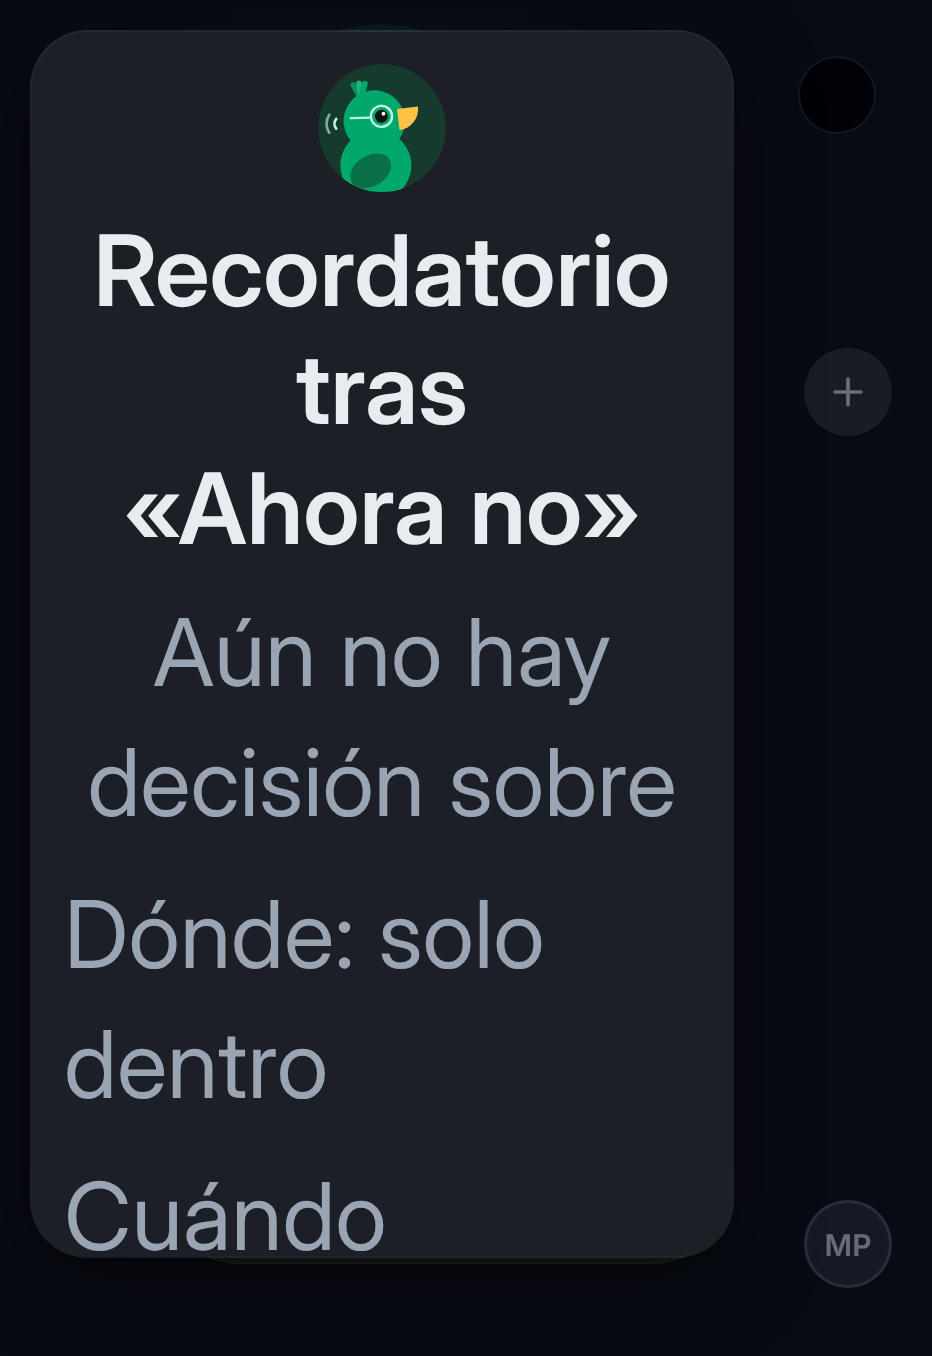 Recordatorio
tras
«Ahora no»
Aún no hay
decisión sobre
Dónde: solo
dentro
Cuándo
MP